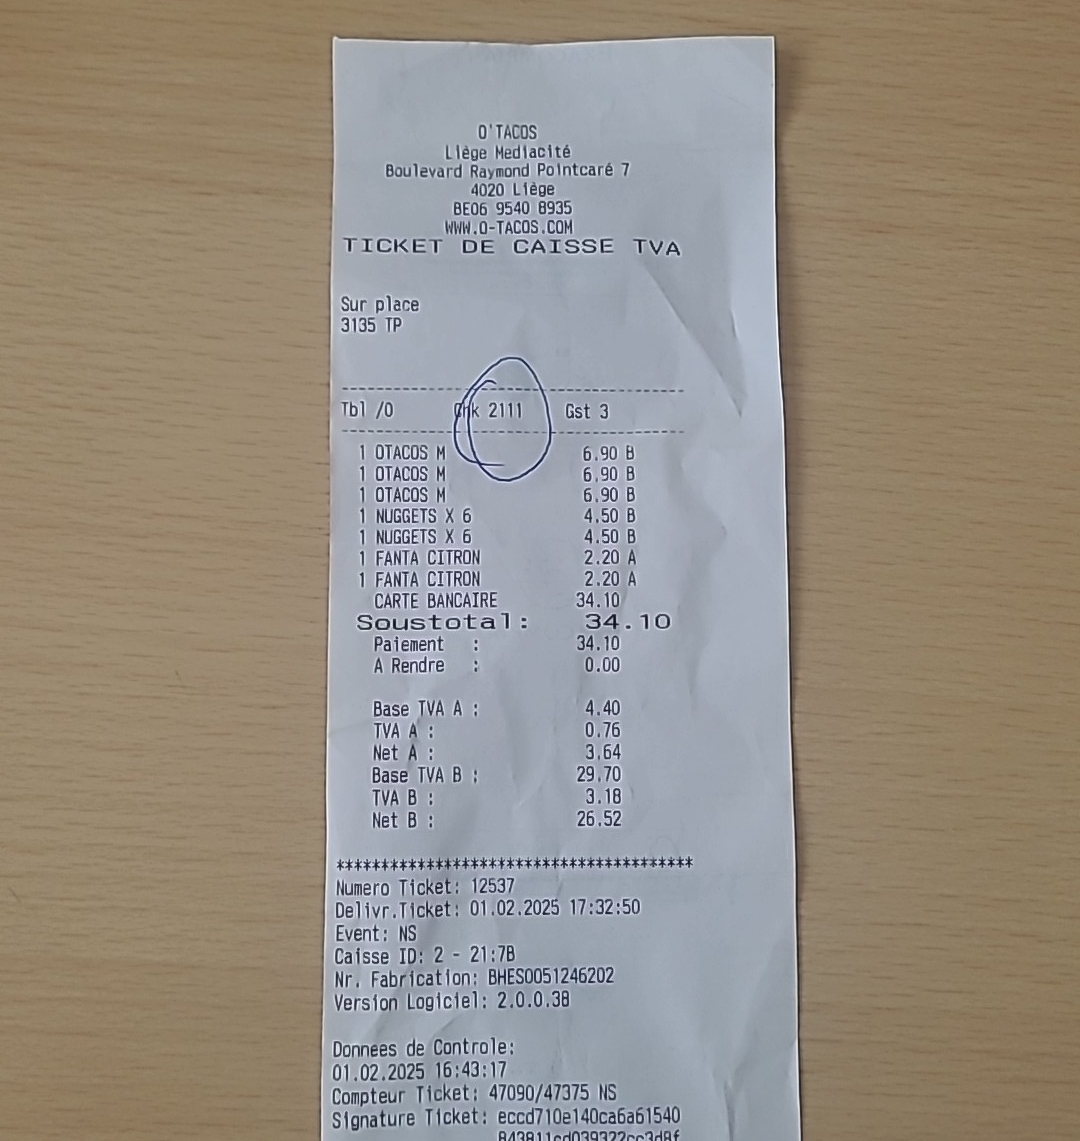 O'TACOS
Liège Mediacité
Boulevard Raymond Pointcaré 7
4020 Liège
BE06 9540 8935
WWW.O-TACOS.COM
TICKET DE CAISSE TVA
Sur place
3135 TP
Tbl /0 Chk 2111 Gst 3
1 OTACOS M 6.90 B
1 OTACOS M 6.90 B
1 OTACOS M 6.90 B
1 NUGGETS X 6 4.50 B
1 NUGGETS X 6 4.50 B
1 FANTA CITRON 2.20 A
1 FANTA CITRON 2.20 A
CARTE BANCAIRE 34.10
Soustotal: 34.10
Paiement : 34.10
A Rendre : 0.00
Base TVA A : 4.40
TVA A : 0.76
Net A : 3.64
Base TVA B : 29.70
TVA B : 3.18
Net B : 26.52
****************************************
Numero Ticket: 12537
Delivr.Ticket: 01.02.2025 17:32:50
Event: NS
Caisse ID: 2 - 21:7B
Nr. Fabrication: BHES0051246202
Version Logiciel: 2.0.0.3B
Donnees de Controle:
01.02.2025 16:43:17
Compteur Ticket: 47090/47375 NS
Signature Ticket: eccd710e140ca6a61540